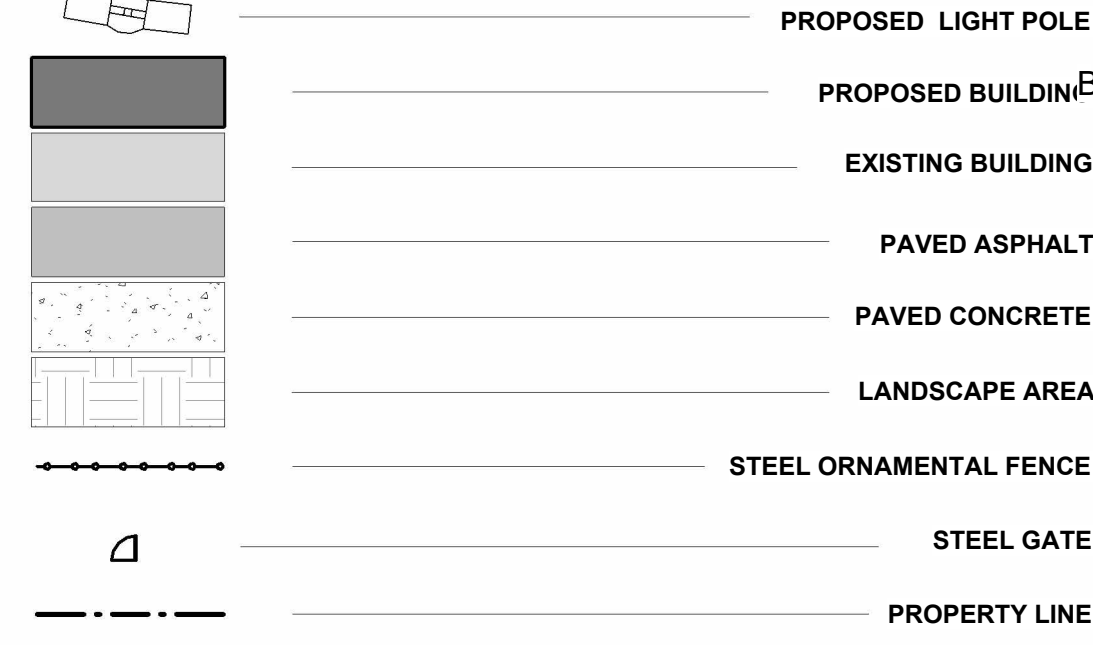 PROPOSED LIGHT POLE
PROPOSED BUILDING
B
EXISTING BUILDING
PAVED ASPHALT
PAVED CONCRETE
LANDSCAPE AREA
STEEL ORNAMENTAL FENCE
STEEL GATE
PROPERTY LINE